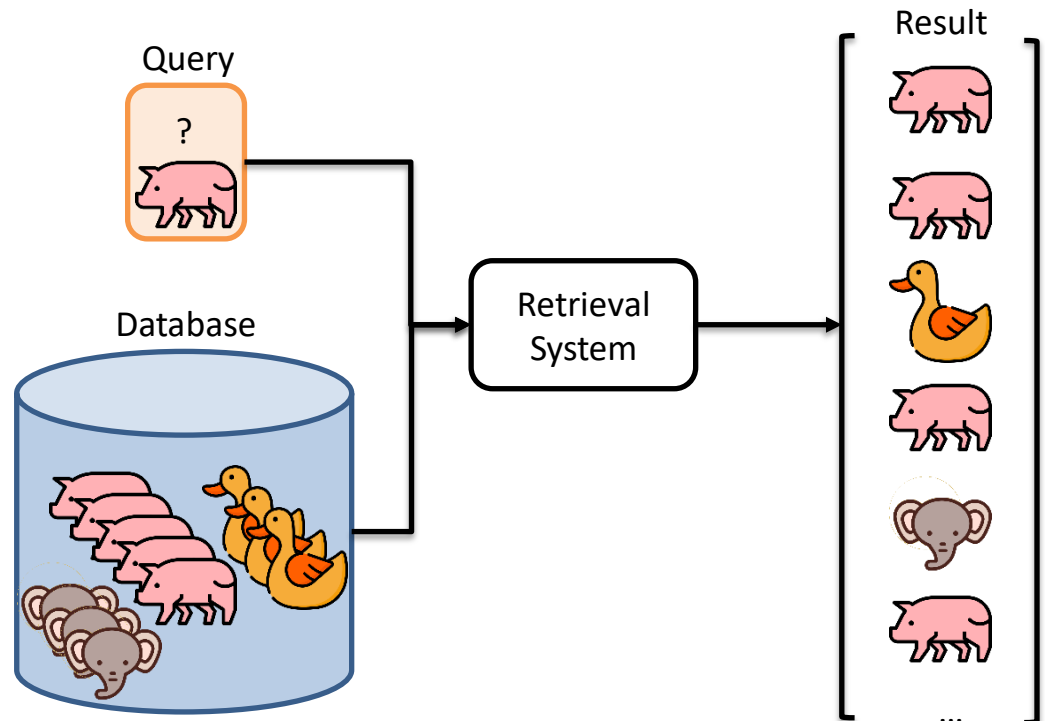 Query
?
Database
Retrieval
System
Result
...